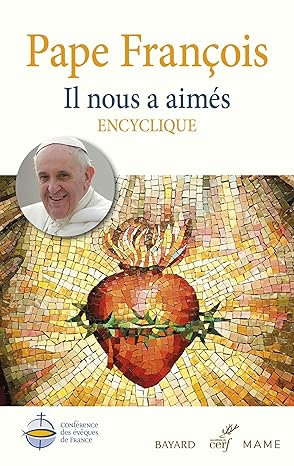 Pape François
Il nous a aimés
ENCYCLIQUE
CONFÉRENCE
DES ÉVÊQUES
DE FRANCE
BAYARD
cerf
MAME